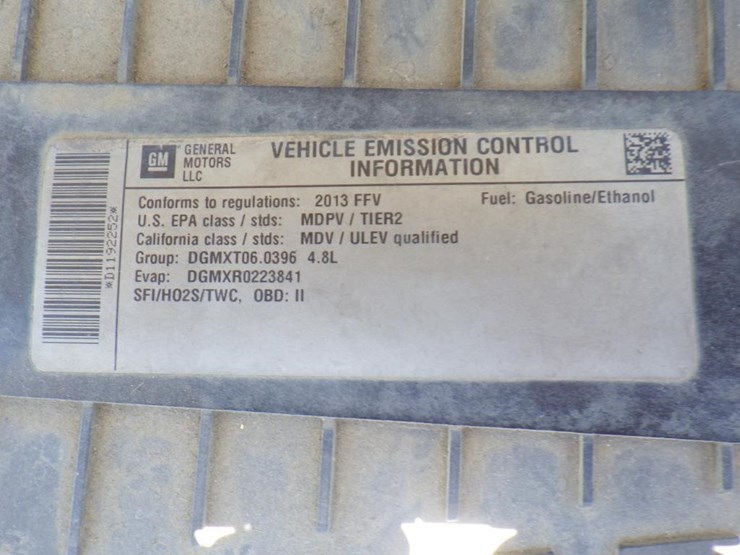 GM GENERAL MOTORS LLC
VEHICLE EMISSION CONTROL
INFORMATION
Conforms to regulations: 2013 FFV Fuel: Gasoline/Ethanol
U.S. EPA class / stds: MDPV / TIER2
California class / stds: MDV / ULEV qualified
Group: DGMXT06.0396 4.8L
Evap: DGMXR0223841
SFI/HO2S/TWC, OBD: II
*D1192252*